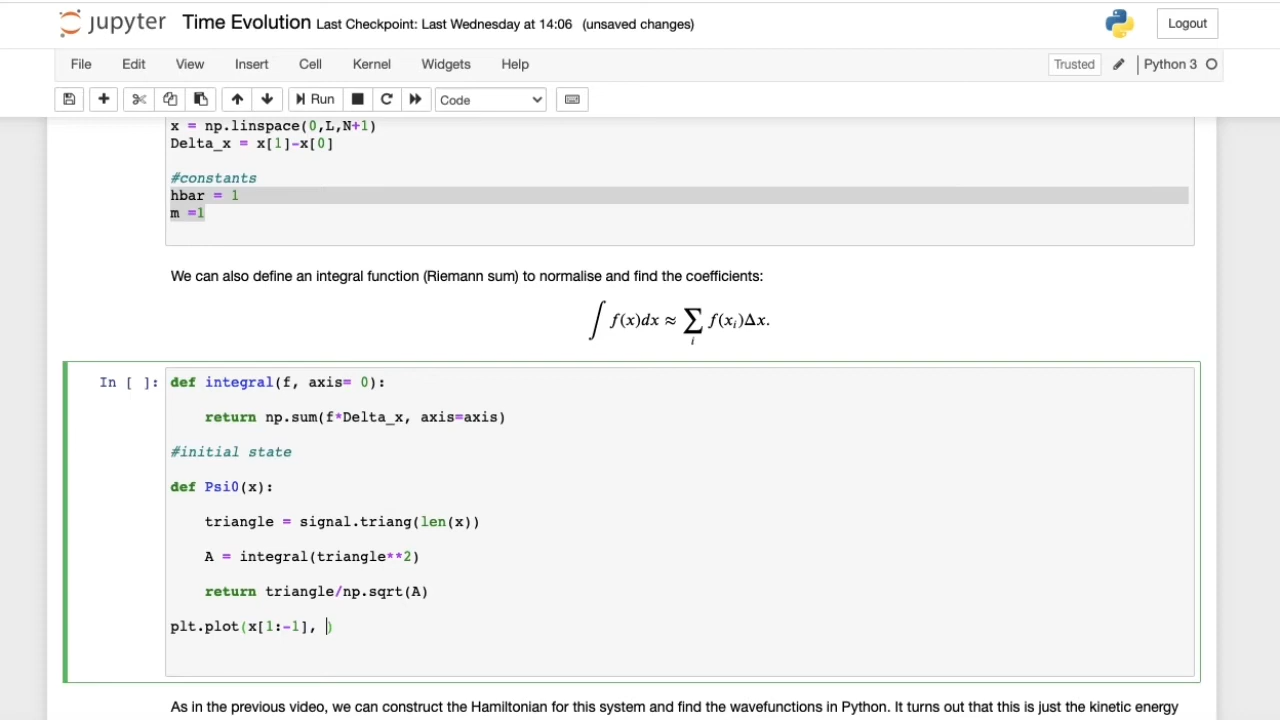 jupyter Time Evolution Last Checkpoint: Last Wednesday at 14:06 (unsaved changes) Logout
File Edit View Insert Cell Kernel Widgets Help Trusted Python 3
Run Code
x = np.linspace(0,L,N+1)
Delta_x = x[1]-x[0]
#constants
hbar = 1
m =1
We can also define an integral function (Riemann sum) to normalise and find the coefficients:
∫ f(x)dx ≈ ∑ f(xᵢ)Δx.
i
In [ ]: def integral(f, axis= 0):
return np.sum(f*Delta_x, axis=axis)
#initial state
def Psi0(x):
triangle = signal.triang(len(x))
A = integral(triangle**2)
return triangle/np.sqrt(A)
plt.plot(x[1:-1], )
As in the previous video, we can construct the Hamiltonian for this system and find the wavefunctions in Python. It turns out that this is just the kinetic energy